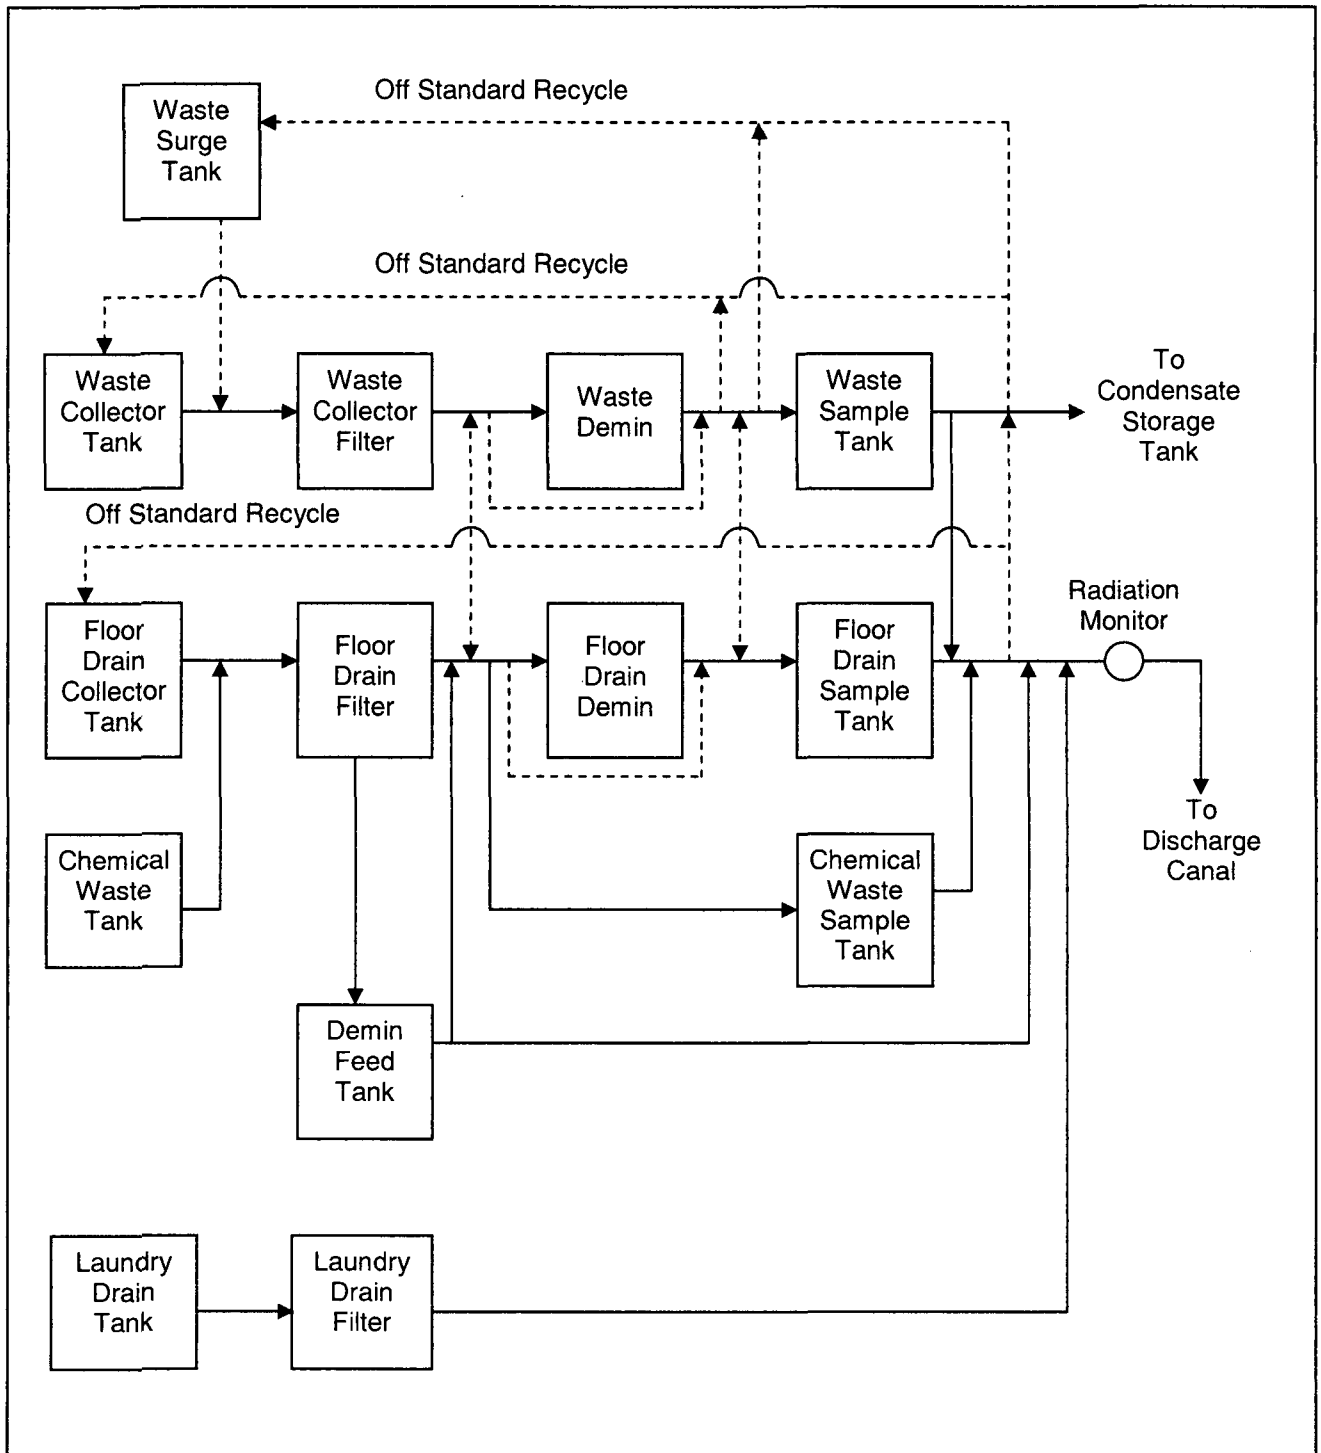 Off Standard Recycle
Waste
Surge
Tank
Off Standard Recycle
Waste
Collector
Tank
Waste
Collector
Filter
Waste
Demin
Waste
Sample
Tank
To
Condensate
Storage
Tank
Off Standard Recycle
Floor
Drain
Collector
Tank
Floor
Drain
Filter
Floor
Drain
Demin
Floor
Drain
Sample
Tank
Radiation
Monitor
To
Discharge
Canal
Chemical
Waste
Tank
Chemical
Waste
Sample
Tank
Demin
Feed
Tank
Laundry
Drain
Tank
Laundry
Drain
Filter